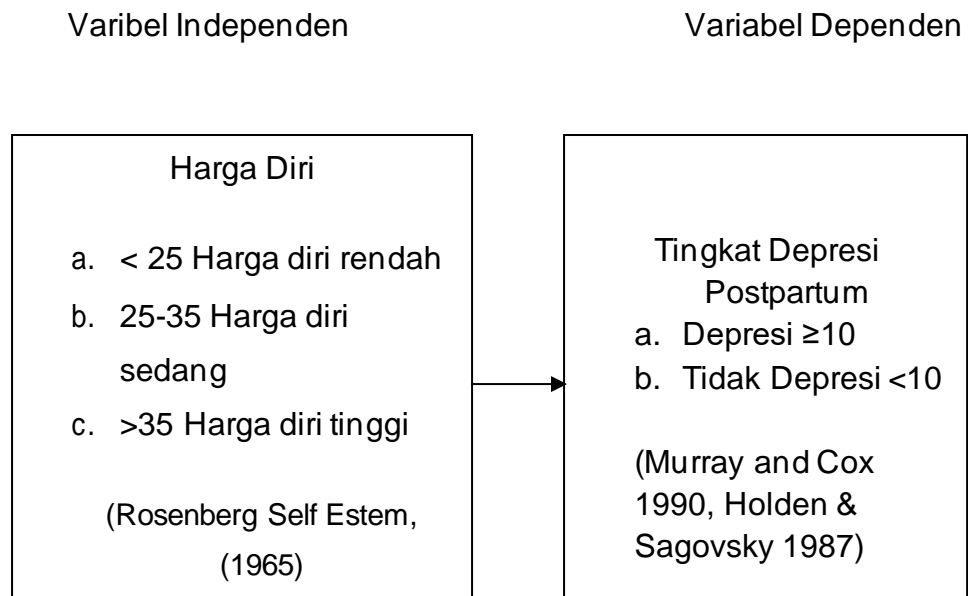 Varibel Independen
Variabel Dependen
Harga Diri
a. < 25 Harga diri rendah
b. 25-35 Harga diri
sedang
c. >35 Harga diri tinggi
(Rosenberg Self Estem,
(1965)
Tingkat Depresi
Postpartum
a. Depresi ≥10
b. Tidak Depresi <10
(Murray and Cox
1990, Holden &
Sagovsky 1987)